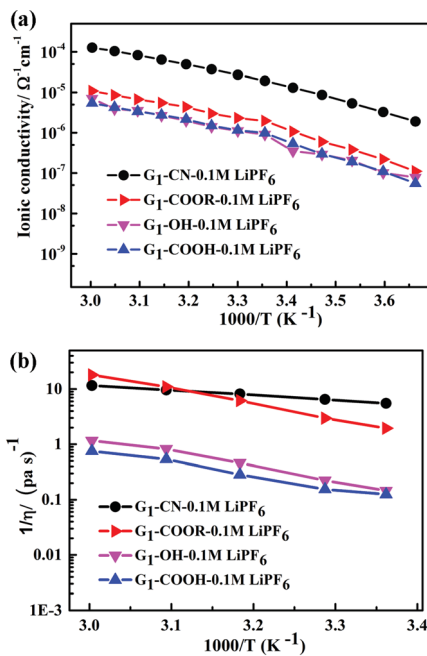 (a)
Ionic conductivity/ Ω⁻¹cm⁻¹
10⁻⁴
10⁻⁵
10⁻⁶
10⁻⁷
10⁻⁸
10⁻⁹
G₁-CN-0.1M LiPF₆
G₁-COOR-0.1M LiPF₆
G₁-OH-0.1M LiPF₆
G₁-COOH-0.1M LiPF₆
3.0 3.1 3.2 3.3 3.4 3.5 3.6
1000/T (K⁻¹)
(b)
1/η/ (pa s)⁻¹
10
1
0.1
0.01
1E-3
G₁-CN-0.1M LiPF₆
G₁-COOR-0.1M LiPF₆
G₁-OH-0.1M LiPF₆
G₁-COOH-0.1M LiPF₆
3.0 3.1 3.2 3.3 3.4
1000/T (K⁻¹)